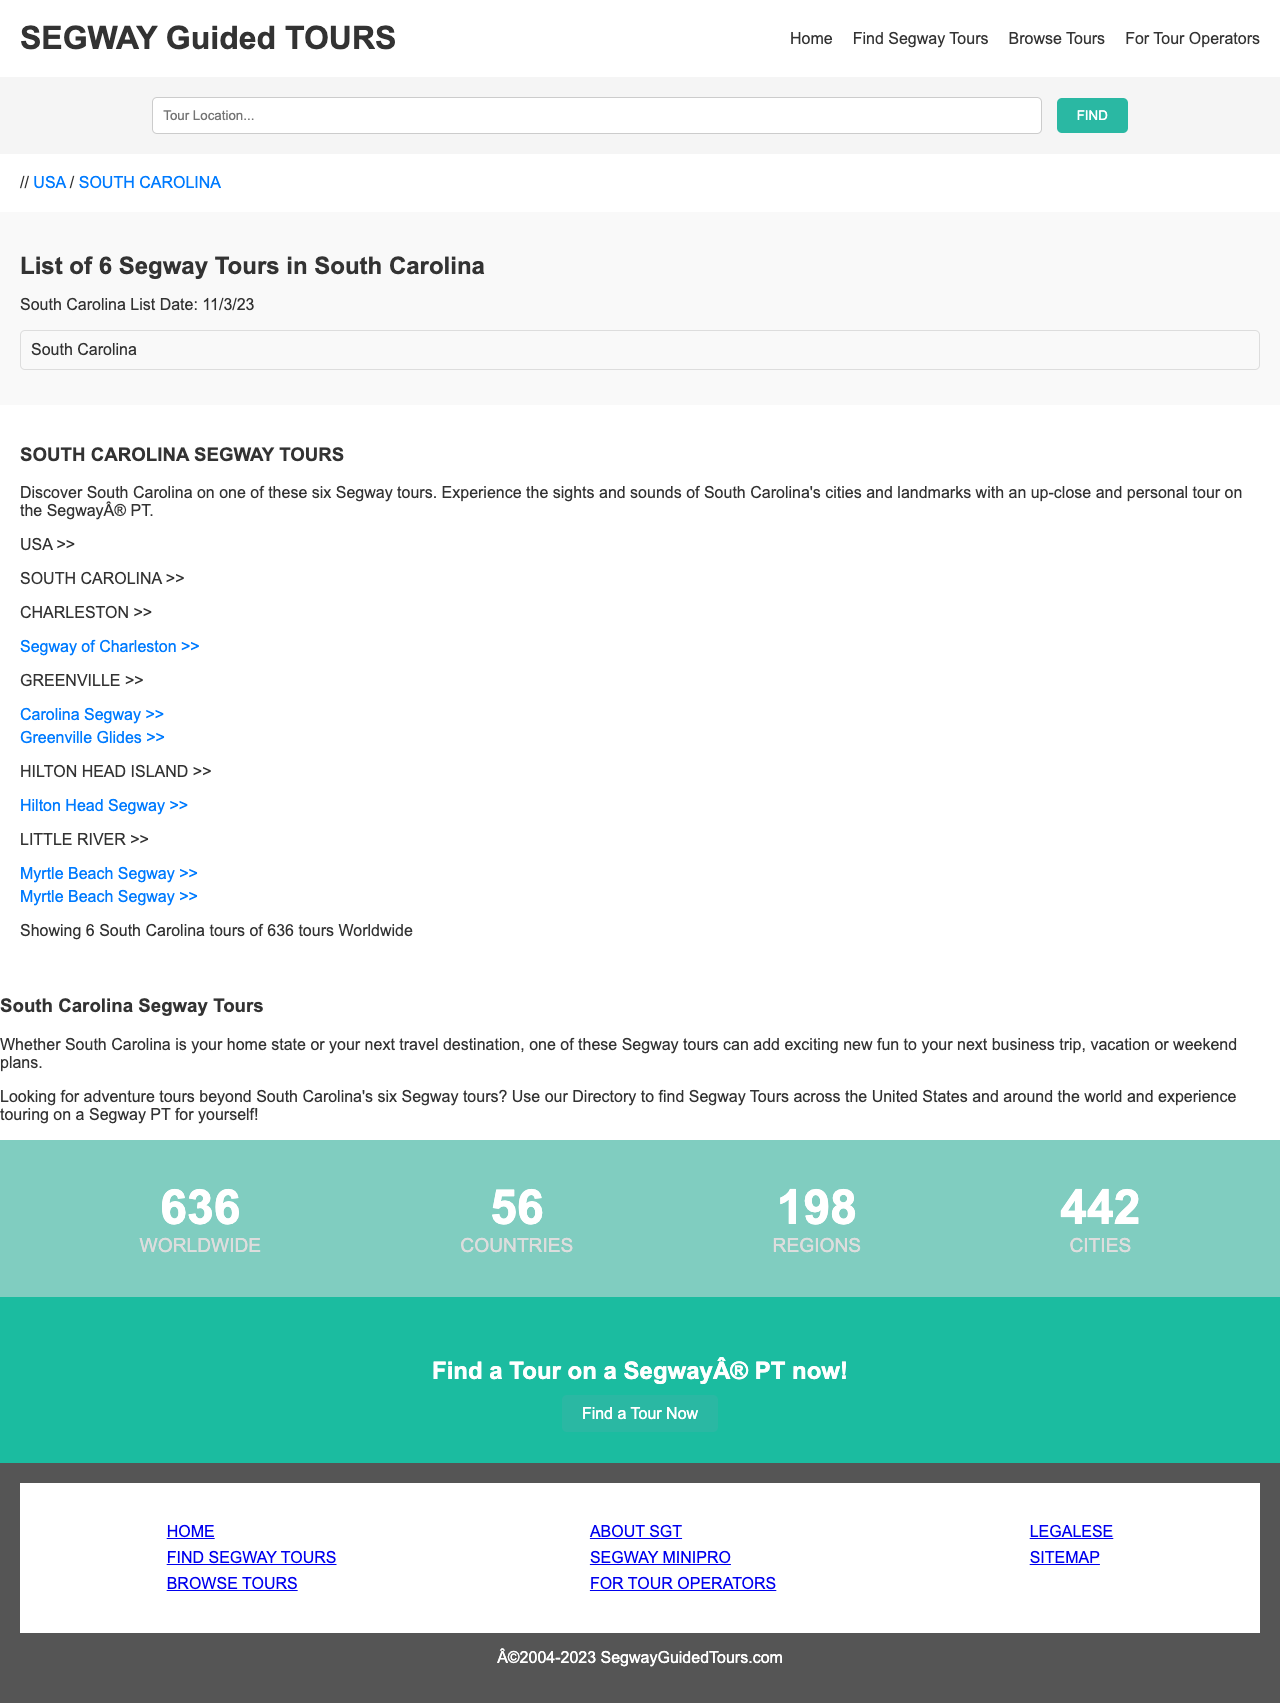 SEGWAY Guided TOURS
Home Find Segway Tours Browse Tours For Tour Operators
Tour Location...
FIND
// USA / SOUTH CAROLINA
List of 6 Segway Tours in South Carolina
South Carolina List Date: 11/3/23
South Carolina
SOUTH CAROLINA SEGWAY TOURS
Discover South Carolina on one of these six Segway tours. Experience the sights and sounds of South Carolina's cities and landmarks with an up-close and personal tour on
the SegwayÂ® PT.
USA >>
SOUTH CAROLINA >>
CHARLESTON >>
Segway of Charleston >>
GREENVILLE >>
Carolina Segway >>
Greenville Glides >>
HILTON HEAD ISLAND >>
Hilton Head Segway >>
LITTLE RIVER >>
Myrtle Beach Segway >>
Myrtle Beach Segway >>
Showing 6 South Carolina tours of 636 tours Worldwide
South Carolina Segway Tours
Whether South Carolina is your home state or your next travel destination, one of these Segway tours can add exciting new fun to your next business trip, vacation or weekend
plans.
Looking for adventure tours beyond South Carolina's six Segway tours? Use our Directory to find Segway Tours across the United States and around the world and experience
touring on a Segway PT for yourself!
636
WORLDWIDE
56
COUNTRIES
198
REGIONS
442
CITIES
Find a Tour on a SegwayÂ® PT now!
Find a Tour Now
HOME
FIND SEGWAY TOURS
BROWSE TOURS
ABOUT SGT
SEGWAY MINIPRO
FOR TOUR OPERATORS
LEGALESE
SITEMAP
Â©2004-2023 SegwayGuidedTours.com